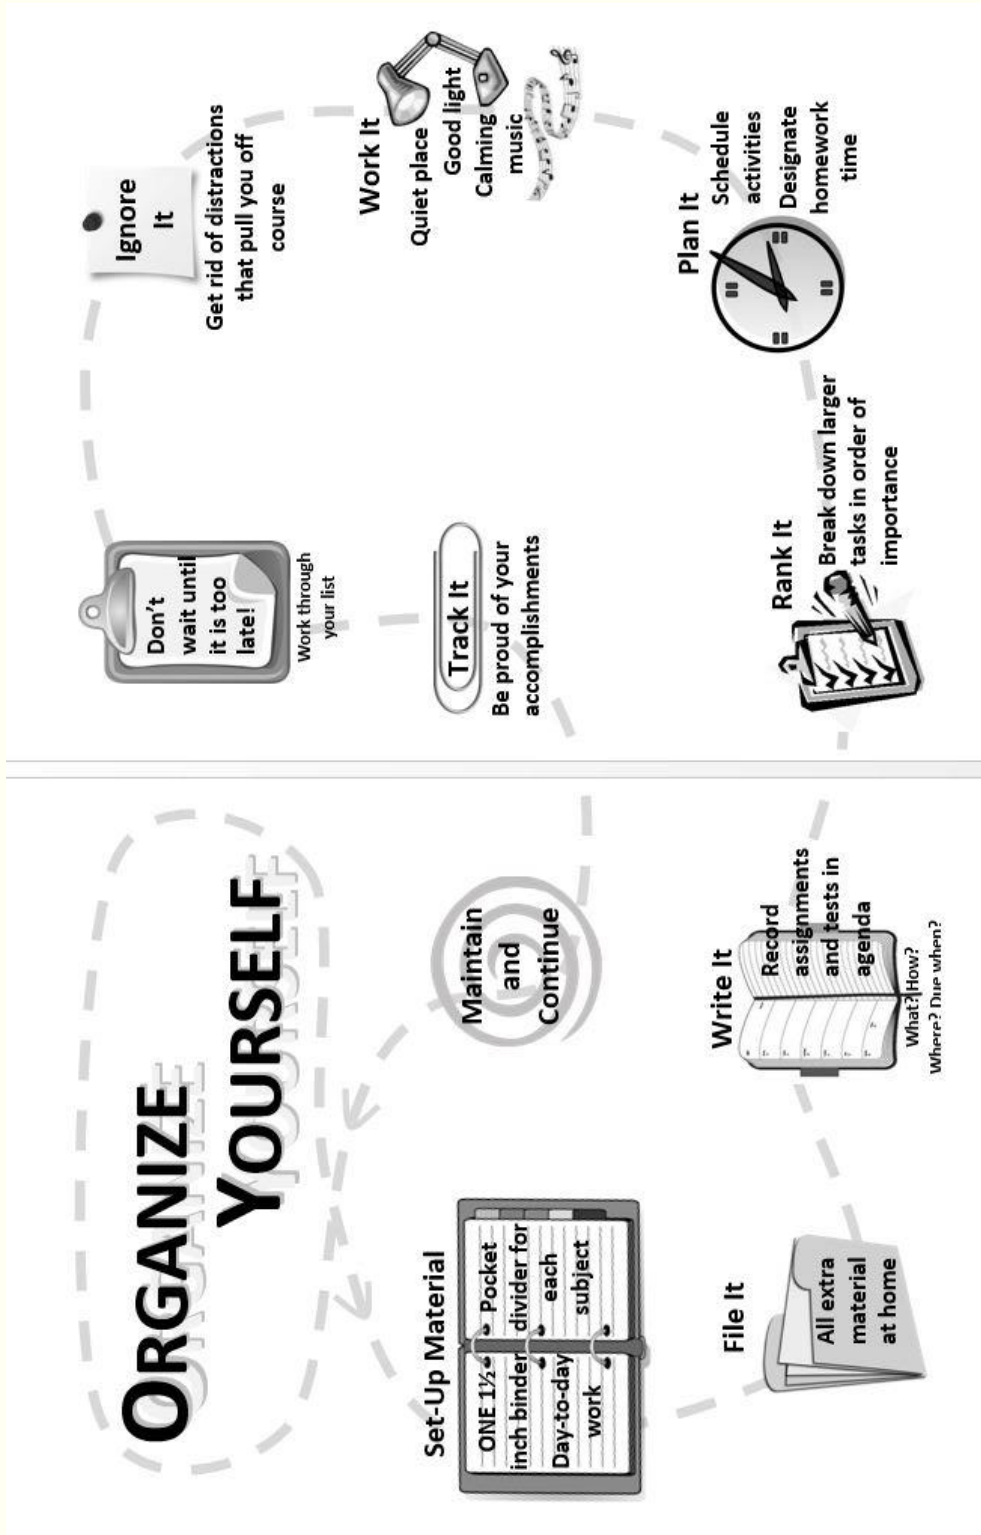 ORGANIZE
YOURSELF
Set-Up Material
ONE 1½
inch binder
Day-to-day
work
Pocket
divider for
each
subject
File It
All extra
material
at home
Write It
Record
assignments
and tests in
agenda
What? How?
Where? Due when?
Rank It
Break down larger
tasks in order of
importance
Plan It
Schedule
activities
Designate
homework
time
Work It
Quiet place
Good light
Calming
music
Ignore
It
Get rid of distractions
that pull you off
course
Don't
wait until
it is too
late!
Work through
your list
Track It
Be proud of your
accomplishments
Maintain
and
Continue